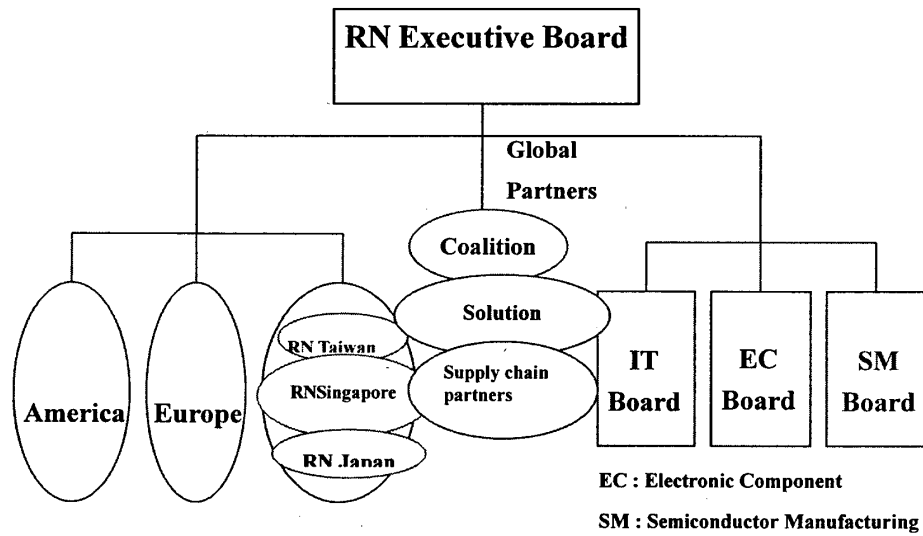 RN Executive Board
Global
Partners
Coalition
Solution
Supply chain
partners
RN Taiwan
RNSingapore
RN Japan
America
Europe
IT
Board
EC
Board
SM
Board
EC : Electronic Component
SM : Semiconductor Manufacturing